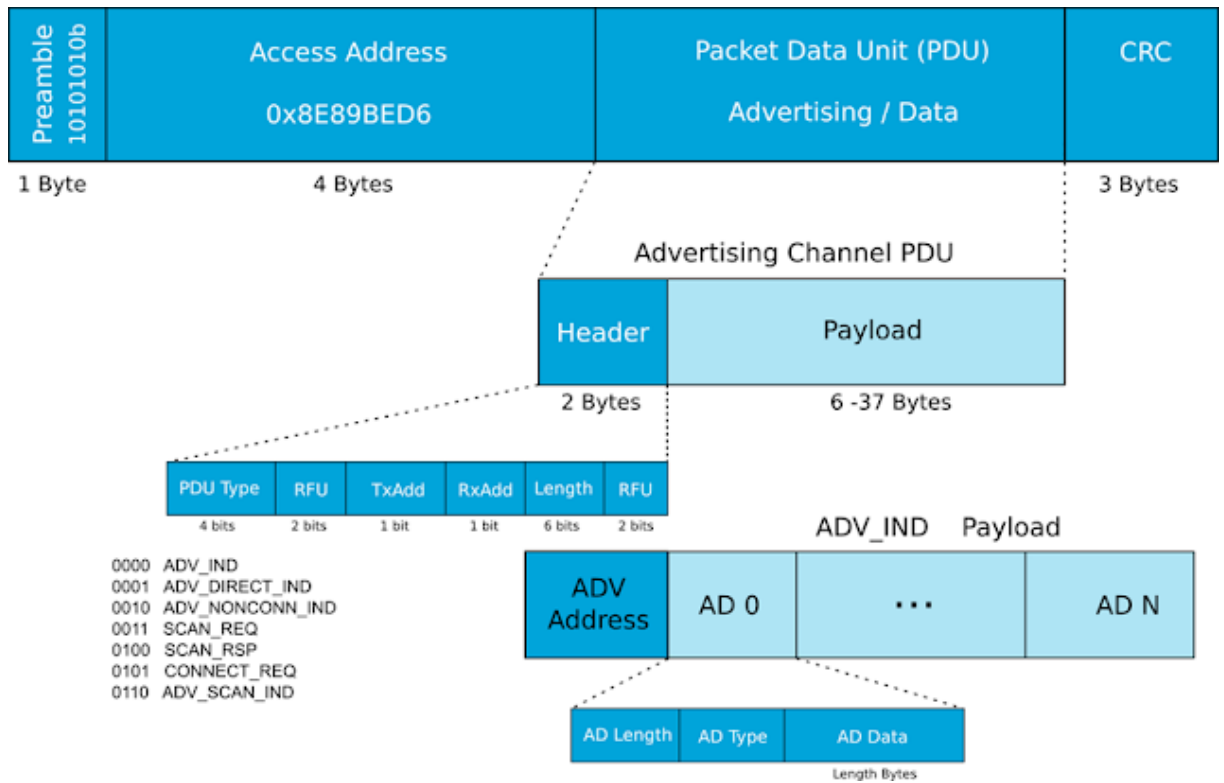 Preamble
10101010b
Access Address
0x8E89BED6
Packet Data Unit (PDU)
Advertising / Data
CRC
1 Byte
4 Bytes
3 Bytes
Advertising Channel PDU
Header
Payload
2 Bytes
6 -37 Bytes
PDU Type
RFU
TxAdd
RxAdd
Length
RFU
4 bits
2 bits
1 bit
1 bit
6 bits
2 bits
0000 ADV_IND
0001 ADV_DIRECT_IND
0010 ADV_NONCONN_IND
0011 SCAN_REQ
0100 SCAN_RSP
0101 CONNECT_REQ
0110 ADV_SCAN_IND
ADV_IND Payload
ADV
Address
AD 0
...
AD N
AD Length
AD Type
AD Data
Length Bytes